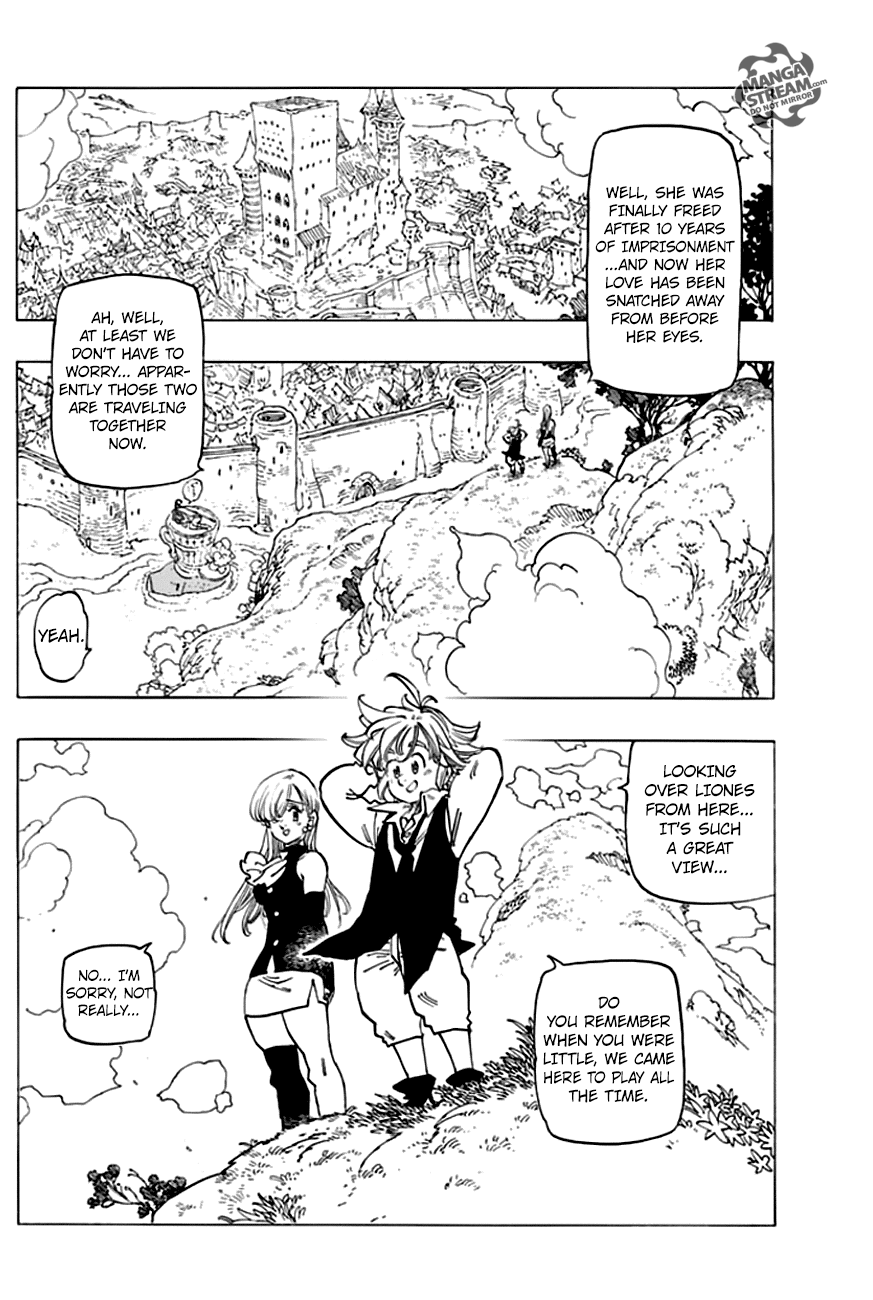 MANGA
STREAM.com
DO NOT MIRROR
WELL, SHE WAS
FINALLY FREED
AFTER 10 YEARS
OF IMPRISONMENT
...AND NOW HER
LOVE HAS BEEN
SNATCHED AWAY
FROM BEFORE
HER EYES.
AH, WELL,
AT LEAST WE
DON'T HAVE TO
WORRY... APPAR-
ENTLY THOSE TWO
ARE TRAVELING
TOGETHER
NOW.
YEAH.
LOOKING
OVER LIONES
FROM HERE...
IT'S SUCH
A GREAT
VIEW...
DO
YOU REMEMBER
WHEN YOU WERE
LITTLE, WE CAME
HERE TO PLAY ALL
THE TIME.
NO... I'M
SORRY, NOT
REALLY...